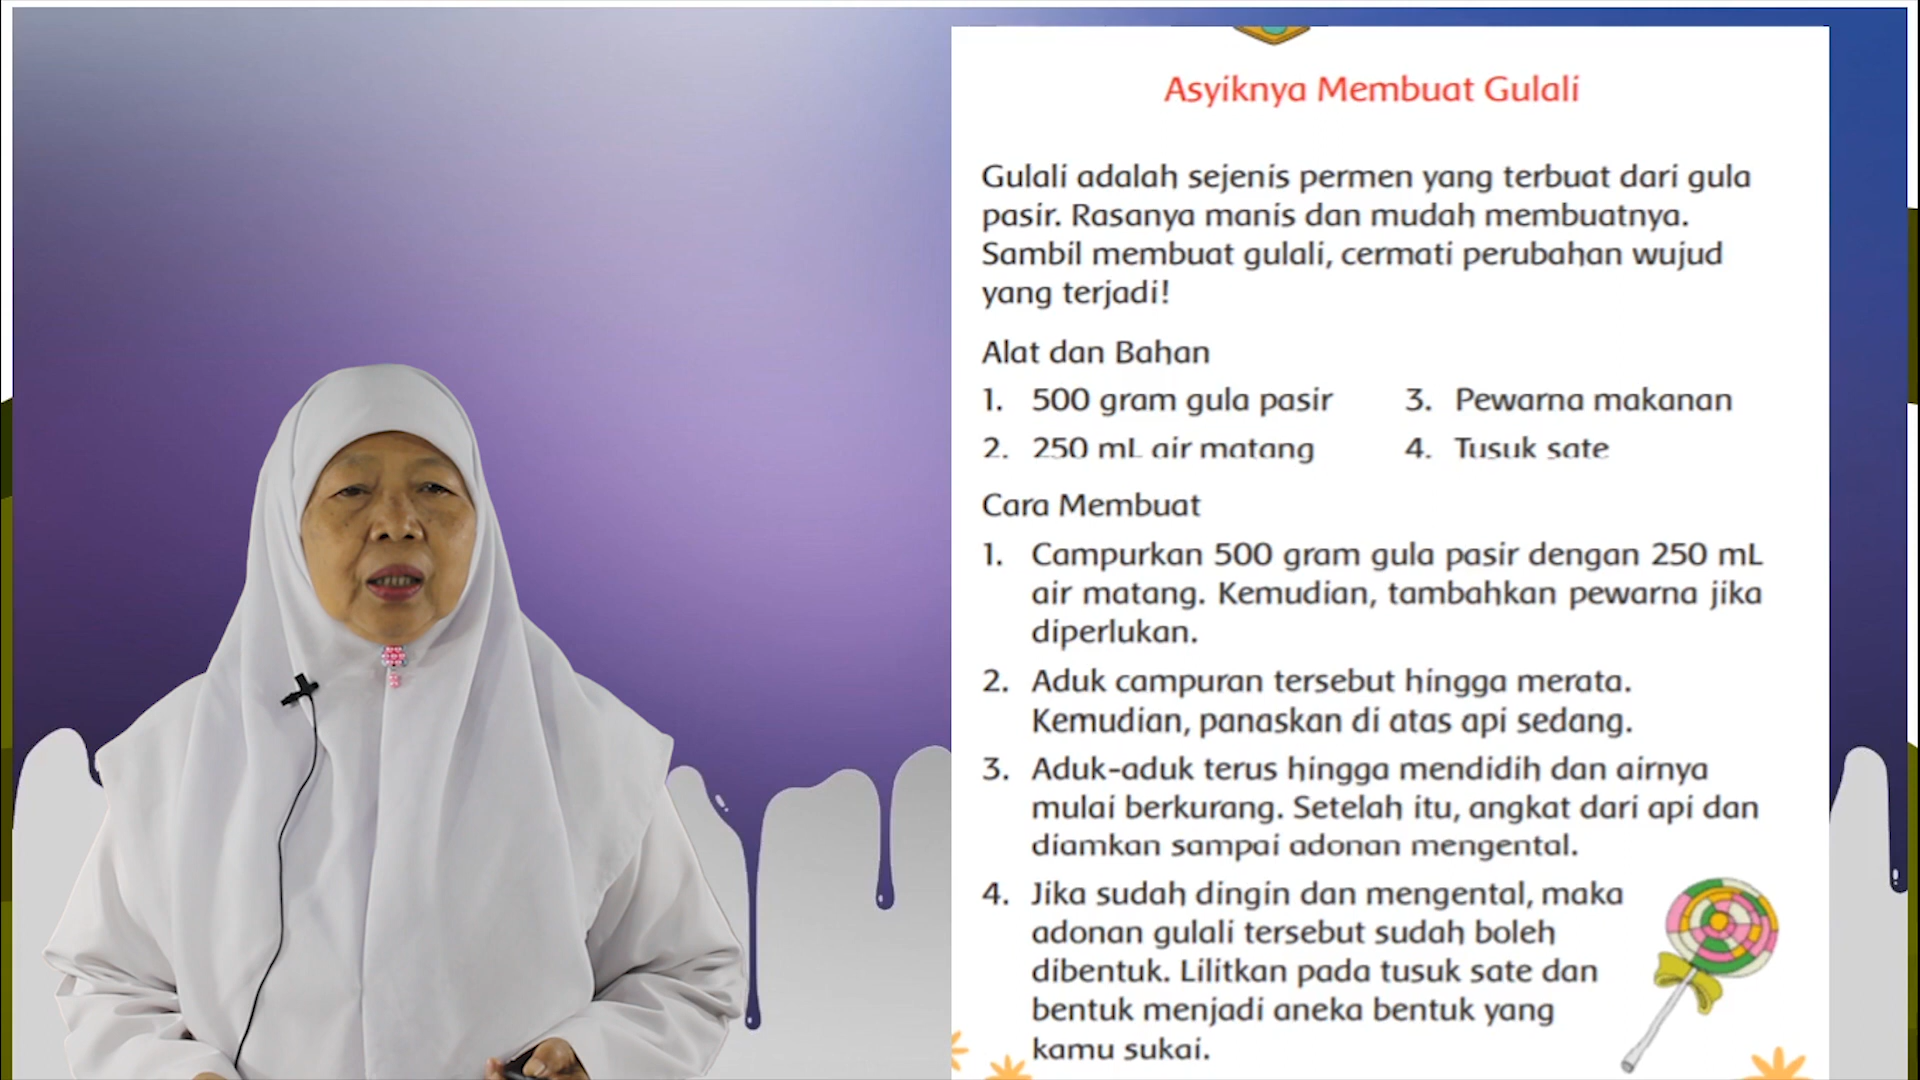 Asyiknya Membuat Gulali
Gulali adalah sejenis permen yang terbuat dari gula
pasir. Rasanya manis dan mudah membuatnya.
Sambil membuat gulali, cermati perubahan wujud
yang terjadi!
Alat dan Bahan
1. 500 gram gula pasir
2. 250 mL air matang
3. Pewarna makanan
4. Tusuk sate
Cara Membuat
1. Campurkan 500 gram gula pasir dengan 250 mL
air matang. Kemudian, tambahkan pewarna jika
diperlukan.
2. Aduk campuran tersebut hingga merata.
Kemudian, panaskan di atas api sedang.
3. Aduk-aduk terus hingga mendidih dan airnya
mulai berkurang. Setelah itu, angkat dari api dan
diamkan sampai adonan mengental.
4. Jika sudah dingin dan mengental, maka
adonan gulali tersebut sudah boleh
dibentuk. Lilitkan pada tusuk sate dan
bentuk menjadi aneka bentuk yang
kamu sukai.